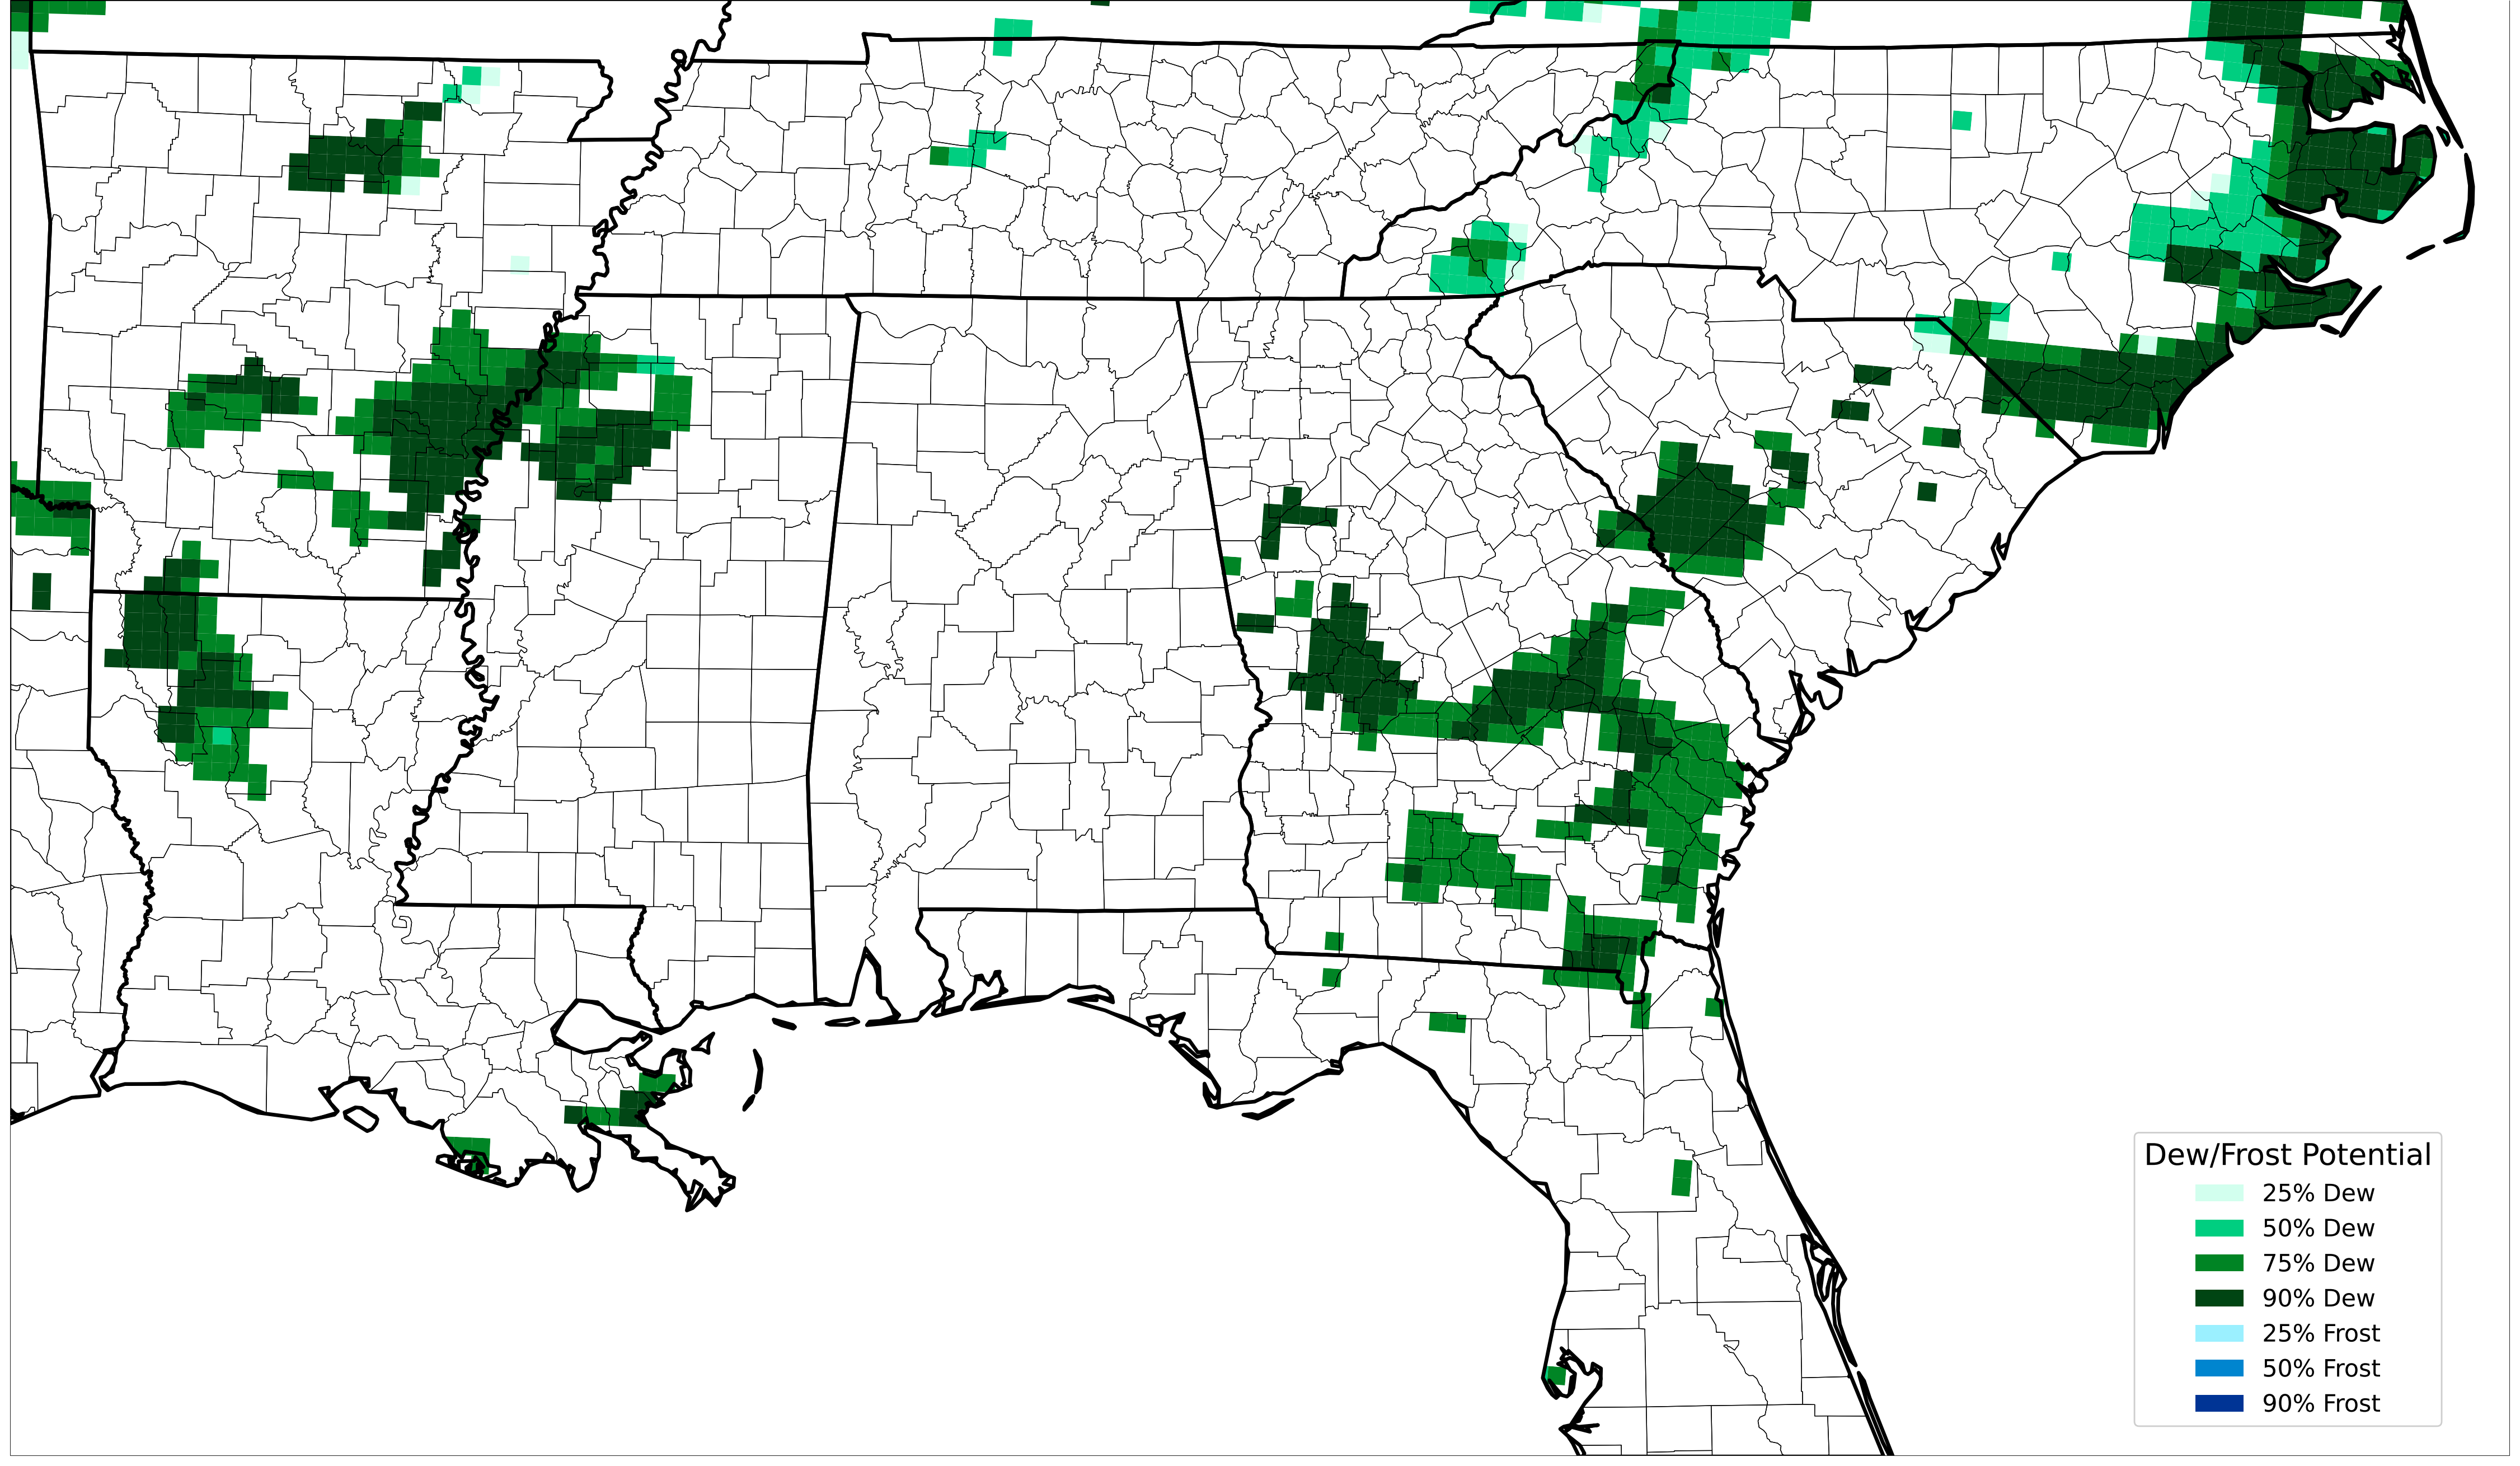 Dew/Frost Potential
25% Dew
50% Dew
75% Dew
90% Dew
25% Frost
50% Frost
90% Frost